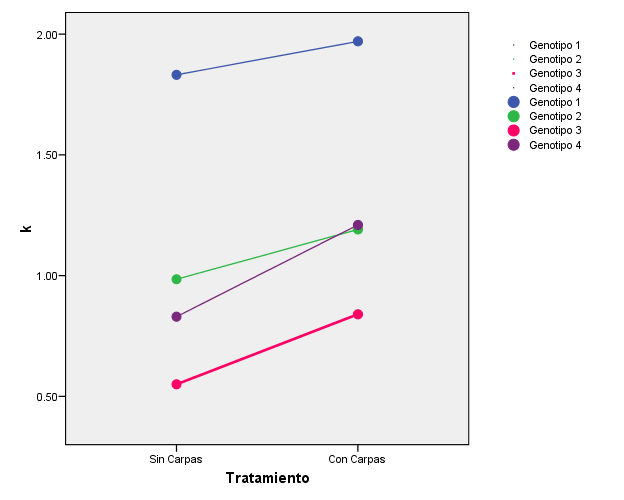 2.00
1.50
1.00
0.50
k
Sin Carpas
Con Carpas
Tratamiento
Genotipo 1
Genotipo 2
Genotipo 3
Genotipo 4
Genotipo 1
Genotipo 2
Genotipo 3
Genotipo 4